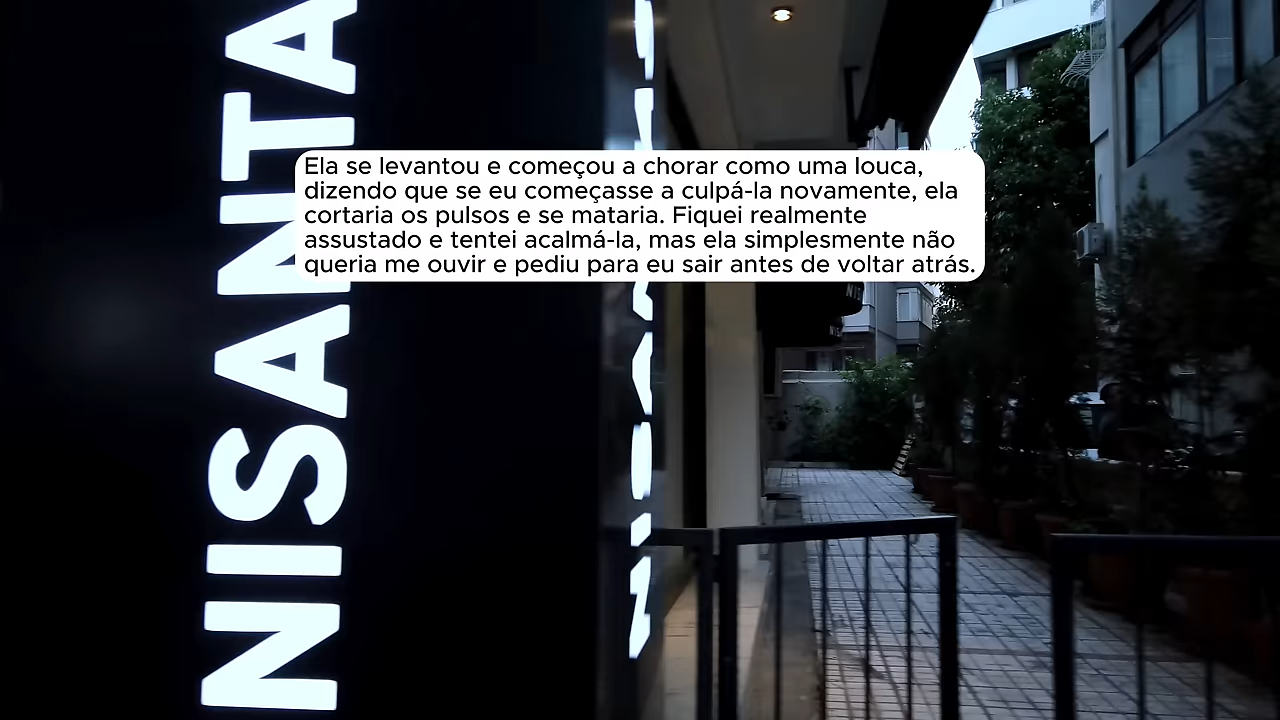 Ela se levantou e começou a chorar como uma louca,
dizendo que se eu começasse a culpá-la novamente, ela
cortaria os pulsos e se mataria. Fiquei realmente
assustado e tentei acalmá-la, mas ela simplesmente não
queria me ouvir e pediu para eu sair antes de voltar atrás.
NISANTA